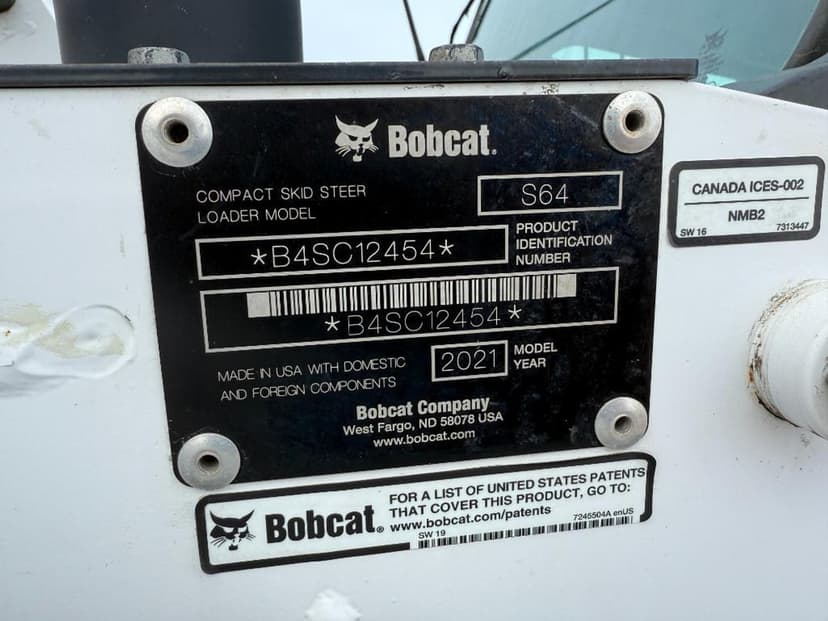 Bobcat.
COMPACT SKID STEER
LOADER MODEL
S64
*B4SC12454*
PRODUCT
IDENTIFICATION
NUMBER
*B4SC12454*
MADE IN USA WITH DOMESTIC
AND FOREIGN COMPONENTS
2021
MODEL
YEAR
Bobcat Company
West Fargo, ND 58078 USA
www.bobcat.com
CANADA ICES-002
NMB2
SW 16
7313447
Bobcat®
FOR A LIST OF UNITED STATES PATENTS
THAT COVER THIS PRODUCT, GO TO:
www.bobcat.com/patents
7245504A enUS
SW 19